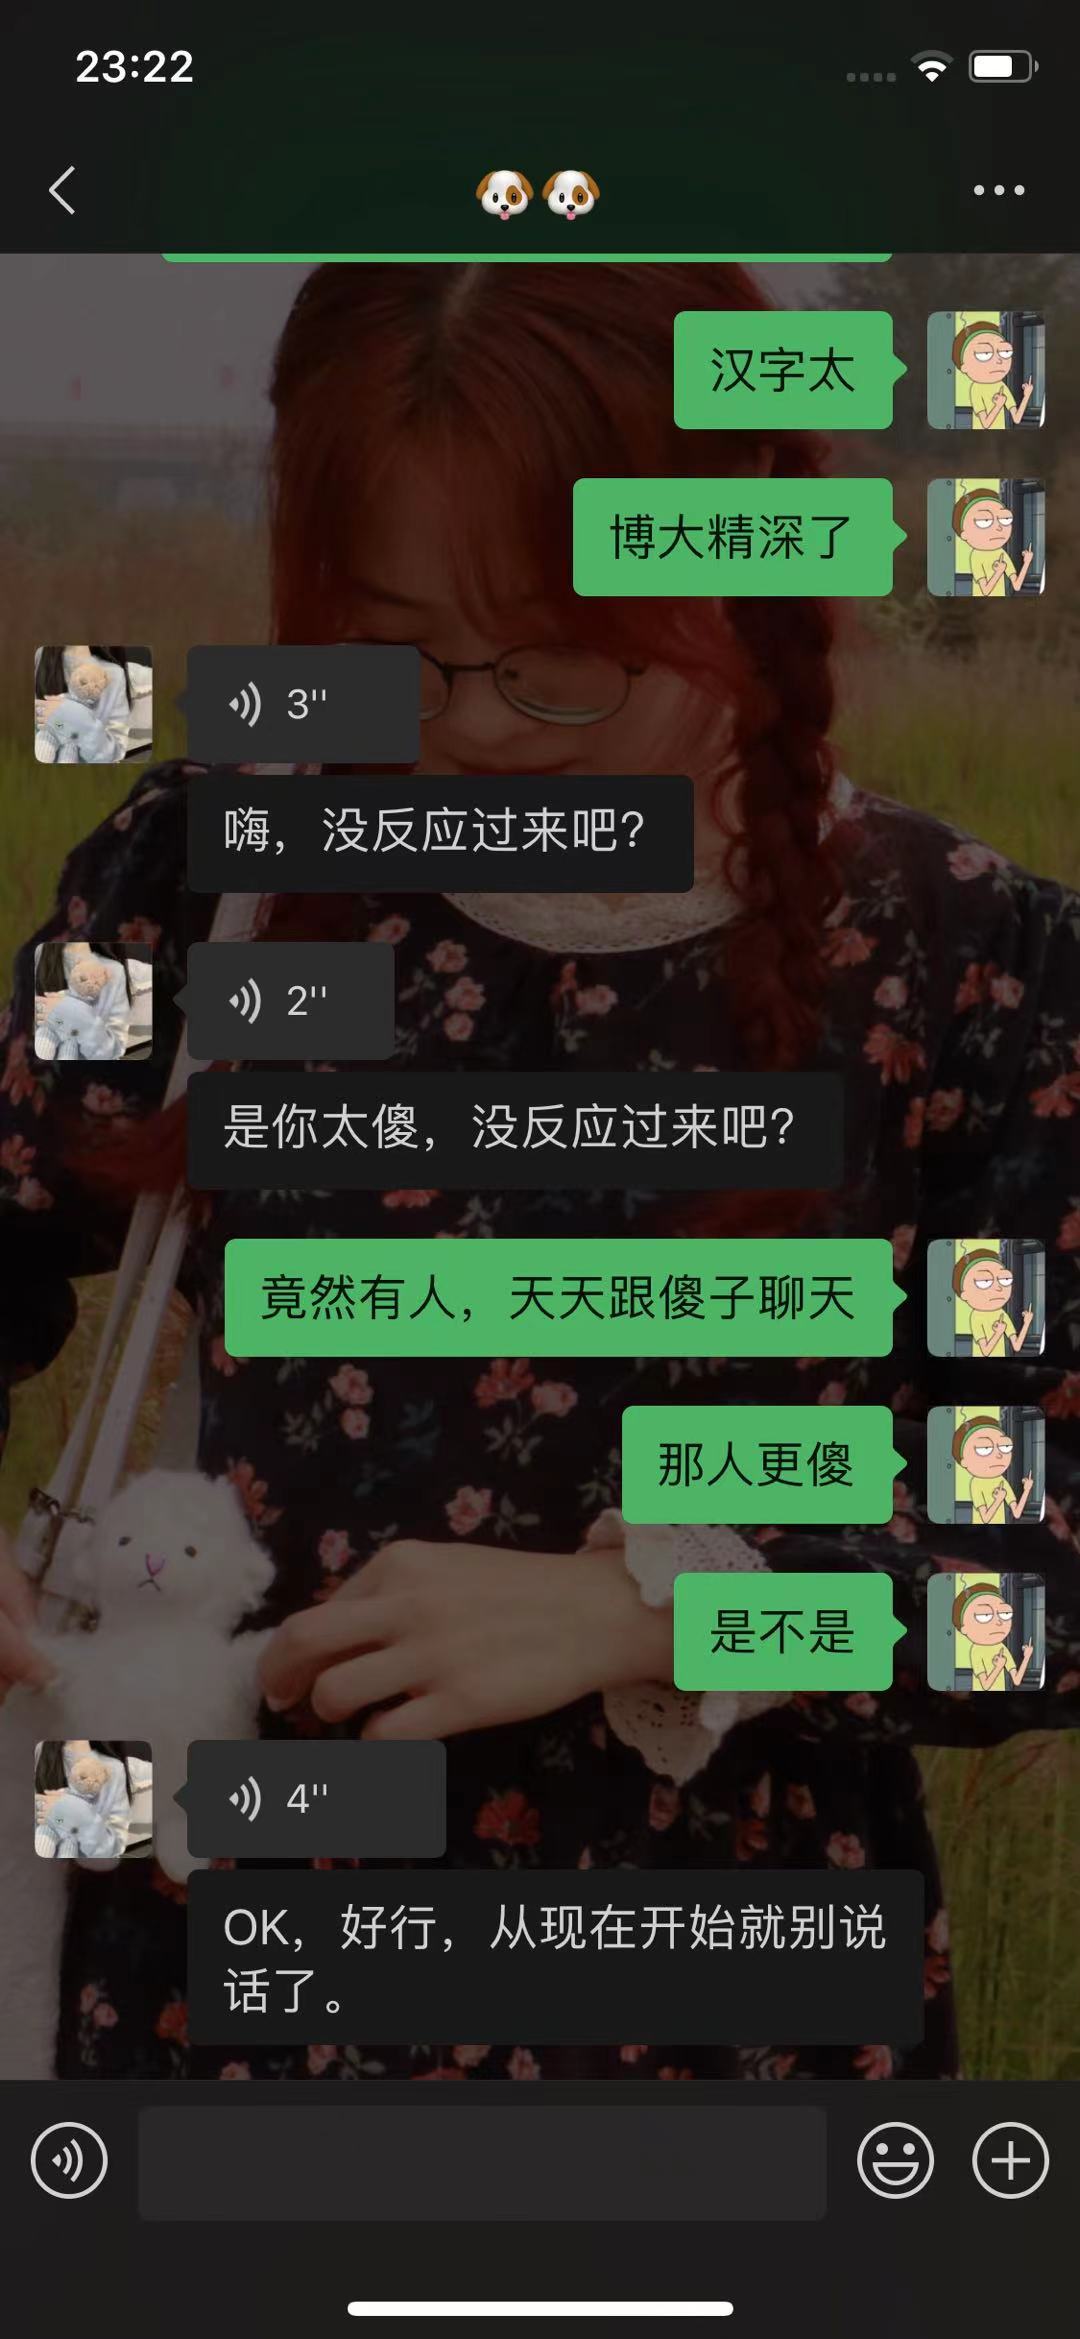 23:22
🐶🐶
汉字太
博大精深了
3''
嗨，没反应过来吧？
2''
是你太傻，没反应过来吧？
竟然有人，天天跟傻子聊天
那人更傻
是不是
4''
OK，好行，从现在开始就别说
话了。